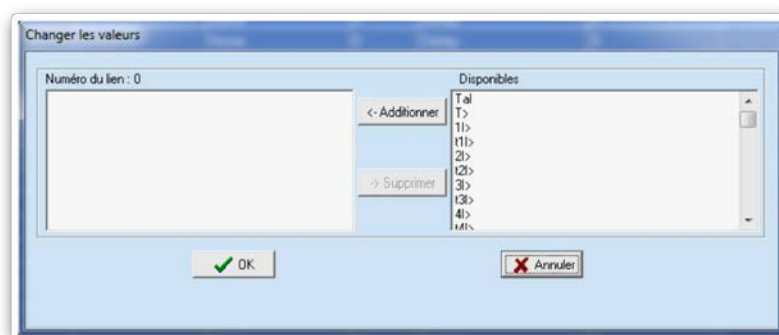 Changer les valeurs
Numéro du lien : 0
Disponibles
<- Additionner
-> Supprimer
Tal
T>
1I>
t1I>
2I>
t2I>
3I>
t3I>
4I>
OK
Annuler